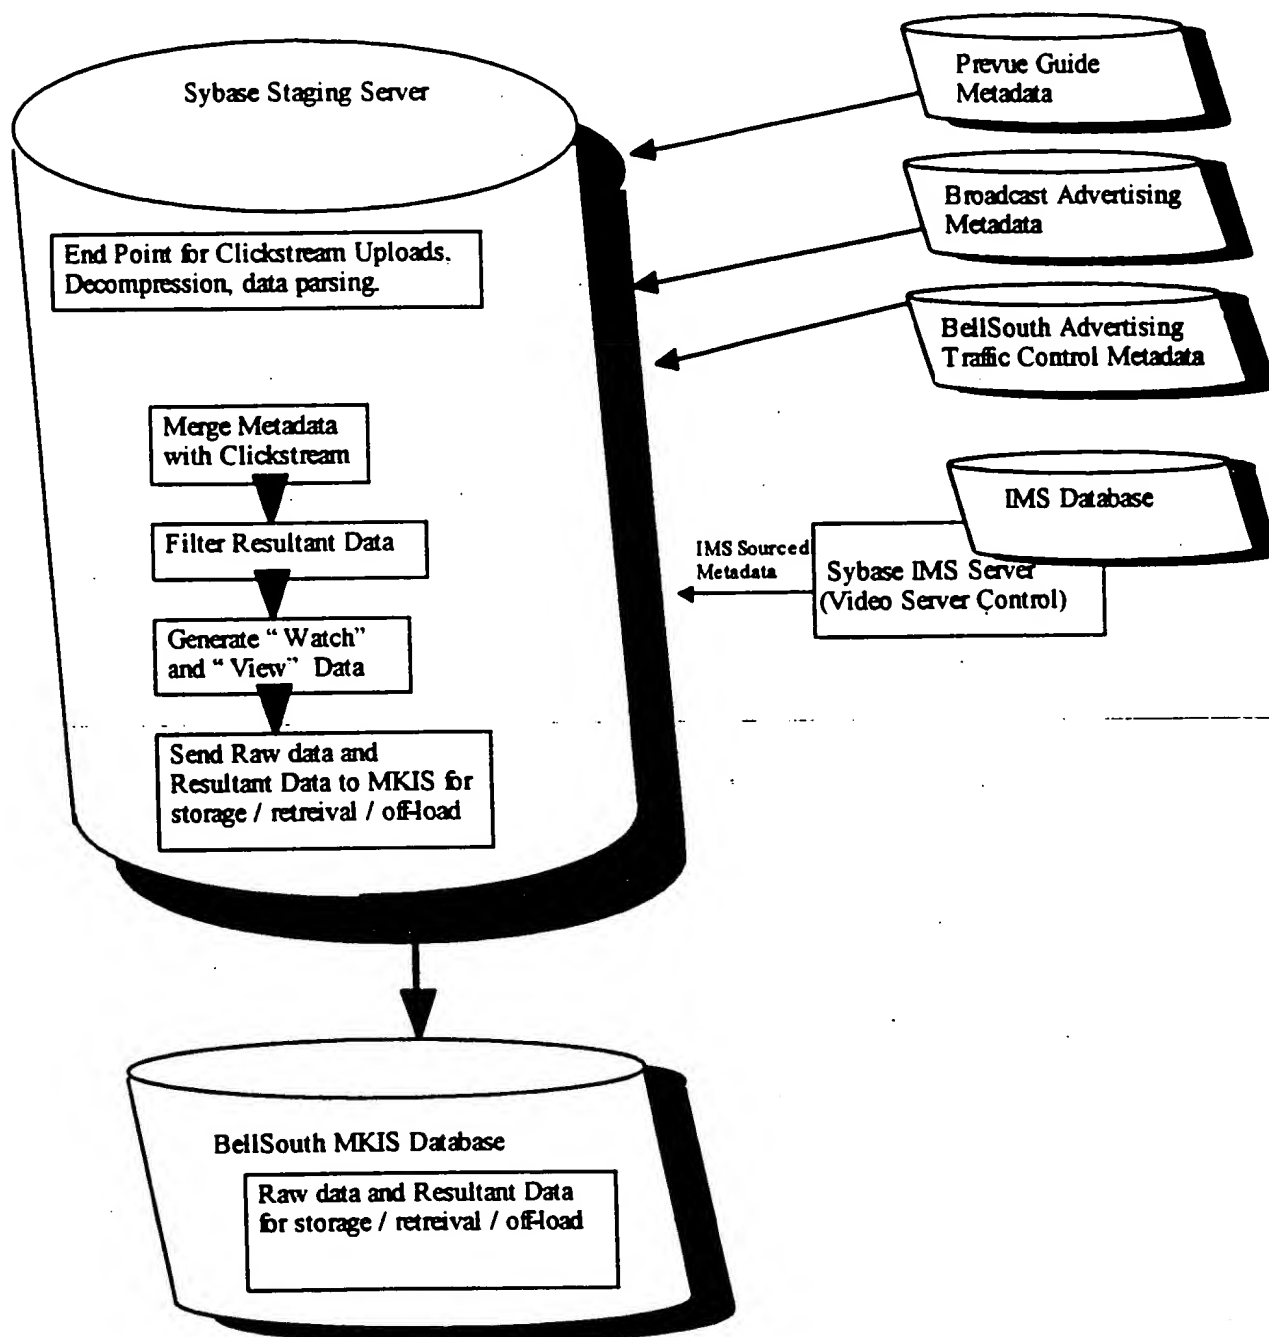 Sybase Staging Server
End Point for Clickstream Uploads.
Decompression, data parsing.
Merge Metadata
with Clickstream
Filter Resultant Data
Generate “ Watch”
and “ View” Data
Send Raw data and
Resultant Data to MKIS for
storage / retreival / off-load
Prevue Guide
Metadata
Broadcast Advertising
Metadata
BellSouth Advertising
Traffic Control Metadata
IMS Database
IMS Sourced
Metadata
Sybase IMS Server
(Video Server Control)
BellSouth MKIS Database
Raw data and Resultant Data
for storage / retreival / off-load